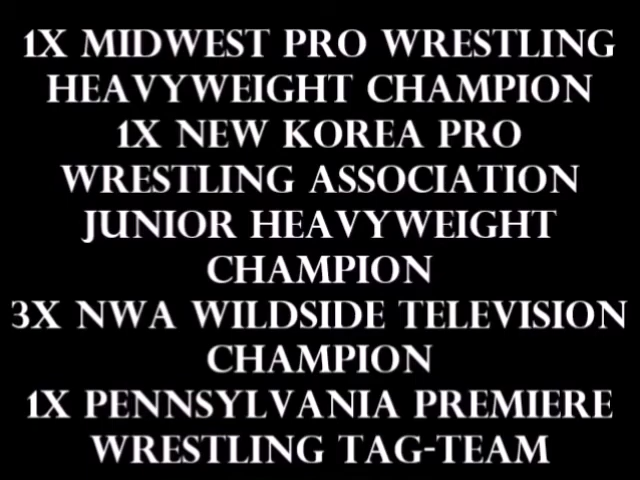 1X MIDWEST PRO WRESTLING
HEAVYWEIGHT CHAMPION
1X NEW KOREA PRO
WRESTLING ASSOCIATION
JUNIOR HEAVYWEIGHT
CHAMPION
3X NWA WILDSIDE TELEVISION
CHAMPION
1X PENNSYLVANIA PREMIERE
WRESTLING TAG-TEAM